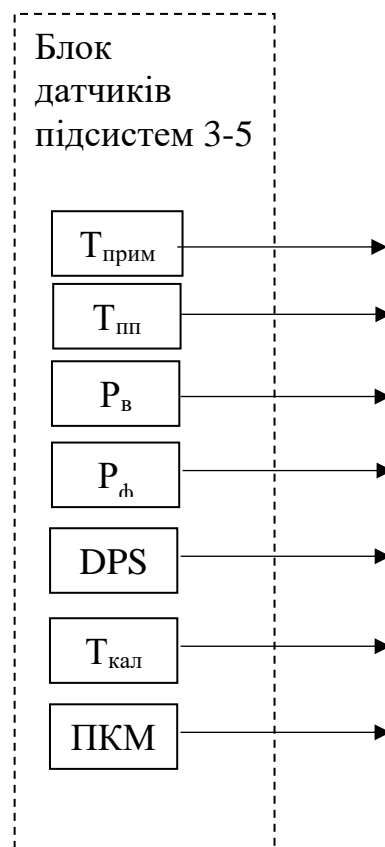 Блок
датчиків
підсистем 3-5
Тприм
Тпп
Рв
Рф
DPS
Ткал
ПКМ